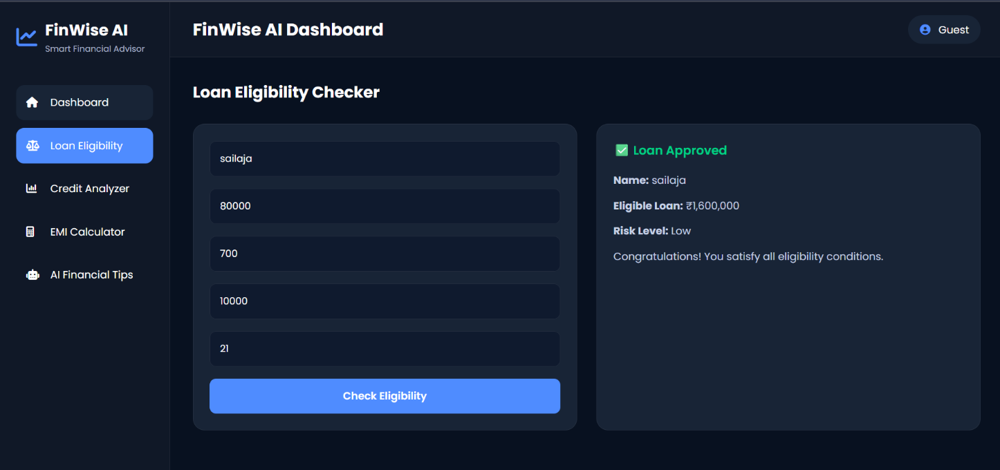 FinWise AI
Smart Financial Advisor
Dashboard
Loan Eligibility
Credit Analyzer
EMI Calculator
AI Financial Tips
FinWise AI Dashboard
Guest
Loan Eligibility Checker
sailaja
80000
700
10000
21
Check Eligibility
✅ Loan Approved
Name: sailaja
Eligible Loan: ₹1,600,000
Risk Level: Low
Congratulations! You satisfy all eligibility conditions.